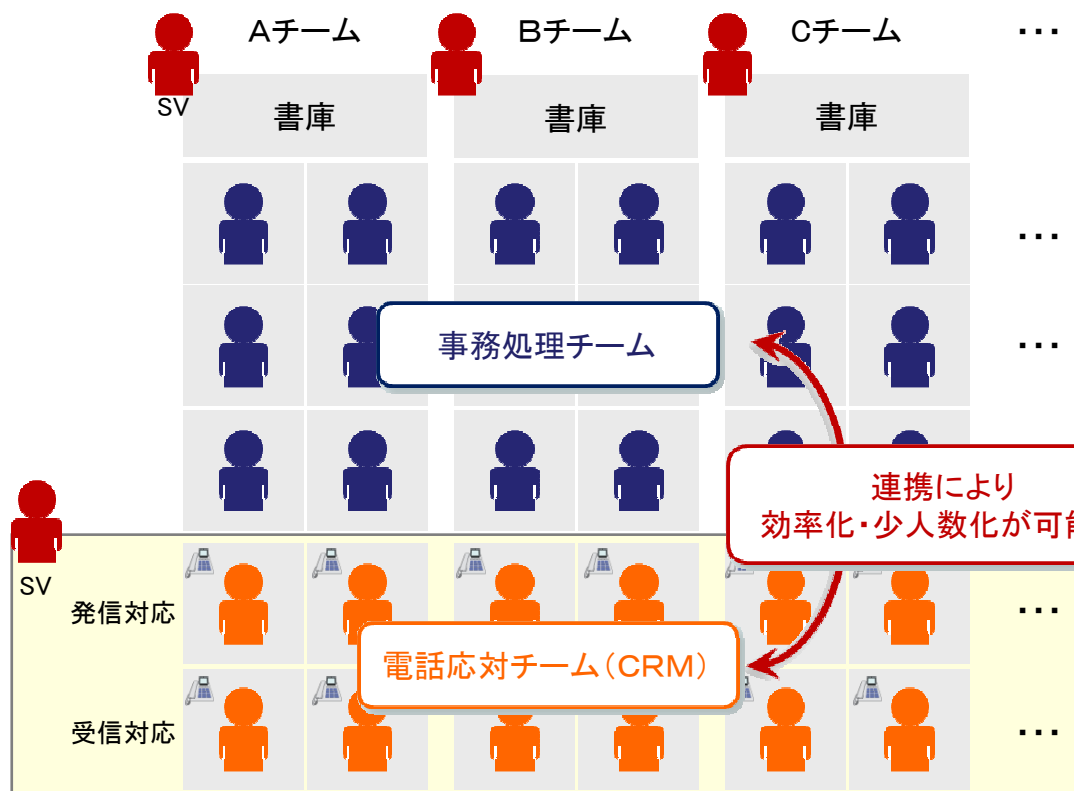 Aチーム
Bチーム
Cチーム
･･･
SV
書庫
書庫
書庫
･･･
事務処理チーム
･･･
連携により
効率化・少人数化が可能
SV
発信対応
･･･
電話応対チーム(CRM)
受信対応
･･･